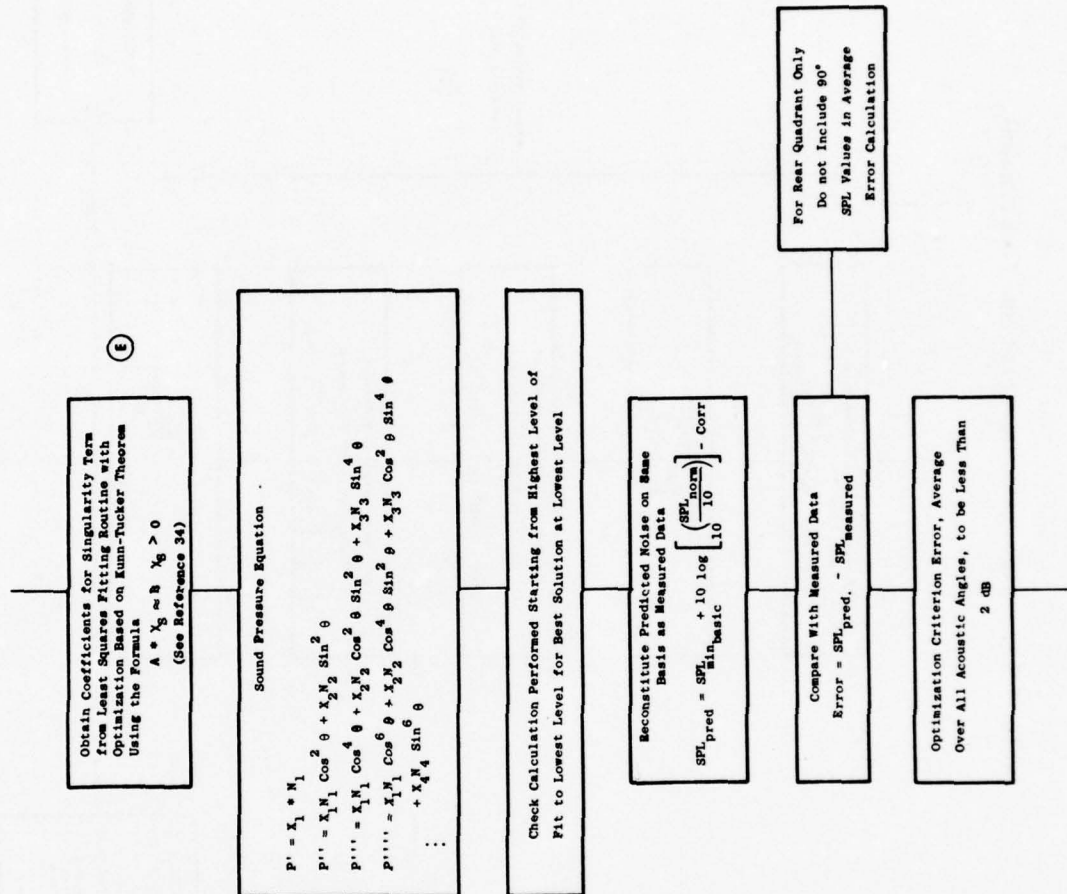 Obtain Coefficients for Singularity Term
from Least Squares Fitting Routine with
Optimization Based on Kunn-Tucker Theorem
Using the Formula
A * X_S ≈ B X_S > 0
(See Reference 34)
E
Sound Pressure Equation
P' = X_1 * N_1
P'' = X_1N_1 Cos^2 θ + X_2N_2 Sin^2 θ
P''' = X_1N_1 Cos^4 θ + X_2N_2 Cos^2 θ Sin^2 θ + X_3N_3 Sin^4 θ
P'''' = X_1N_1 Cos^6 θ + X_2N_2 Cos^4 θ Sin^2 θ + X_3N_3 Cos^2 θ Sin^4 θ
+ X_4N_4 Sin^6 θ
⋮
Check Calculation Performed Starting from Highest Level of
Fit to Lowest Level for Best Solution at Lowest Level
Reconstitute Predicted Noise on Same
Basis as Measured Data
SPL_pred = SPL_min_basic + 10 log [10^(SPL_norm/10)] - Corr
Compare With Measured Data
Error = SPL_pred. - SPL_measured
For Rear Quadrant Only
Do not Include 90°
SPL Values in Average
Error Calculation
Optimization Criterion Error, Average
Over All Acoustic Angles, to be Less Than
2 dB